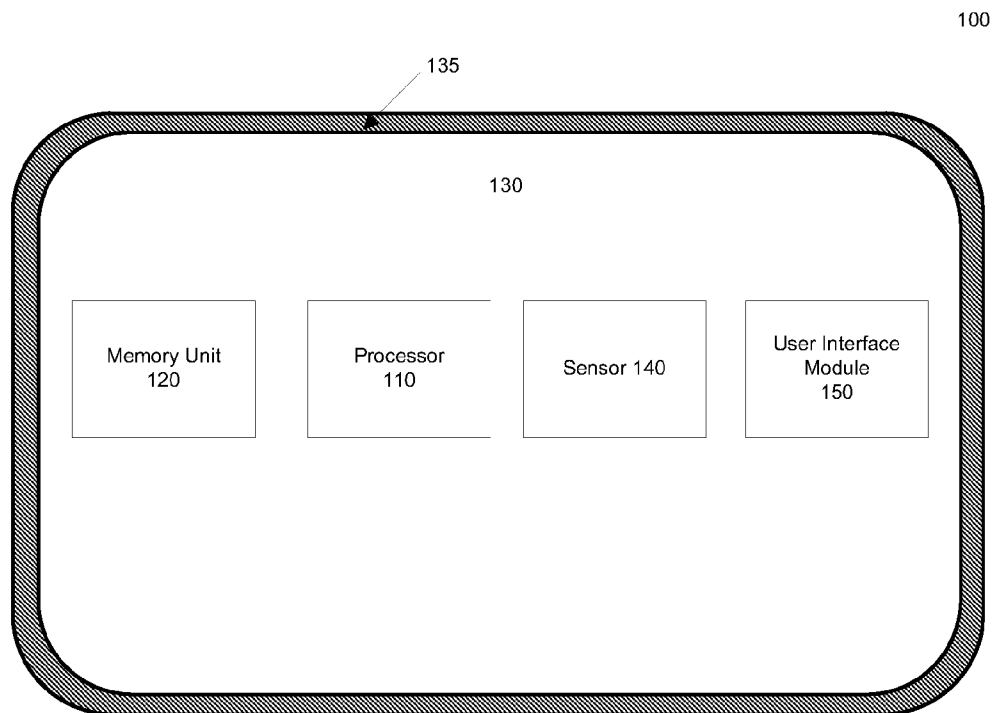 100
135
130
Memory Unit
120
Processor
110
Sensor 140
User Interface
Module
150